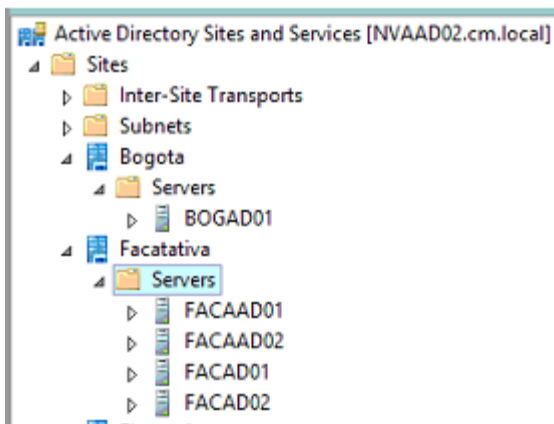 Active Directory Sites and Services [NVAAD02.cm.local]
Sites
Inter-Site Transports
Subnets
Bogota
Servers
BOGAD01
Facatativa
Servers
FACAAD01
FACAAD02
FACAD01
FACAD02